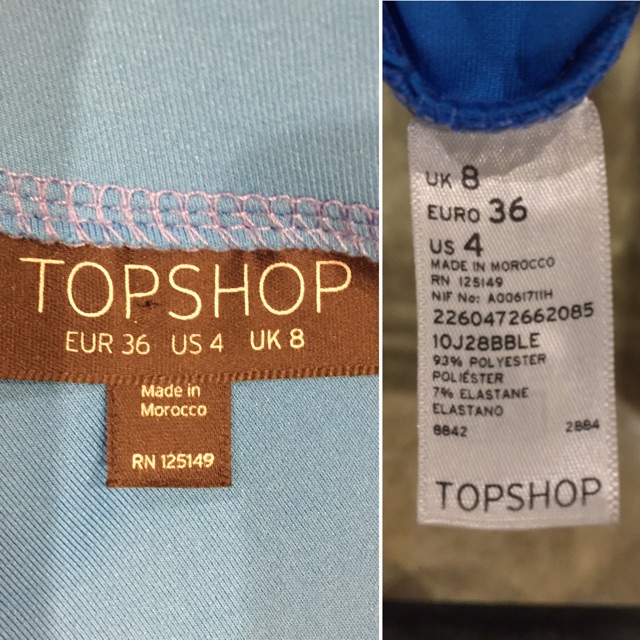 TOPSHOP
EUR 36 US 4 UK 8
Made in
Morocco
RN 125149
UK 8
EURO 36
US 4
MADE IN MOROCCO
RN 125149
NIF No: A0061711H
2260472662085
10J28BBLE
93% POLYESTER
POLIÉSTER
7% ELASTANE
ELASTANO
8842 2884
TOPSHOP